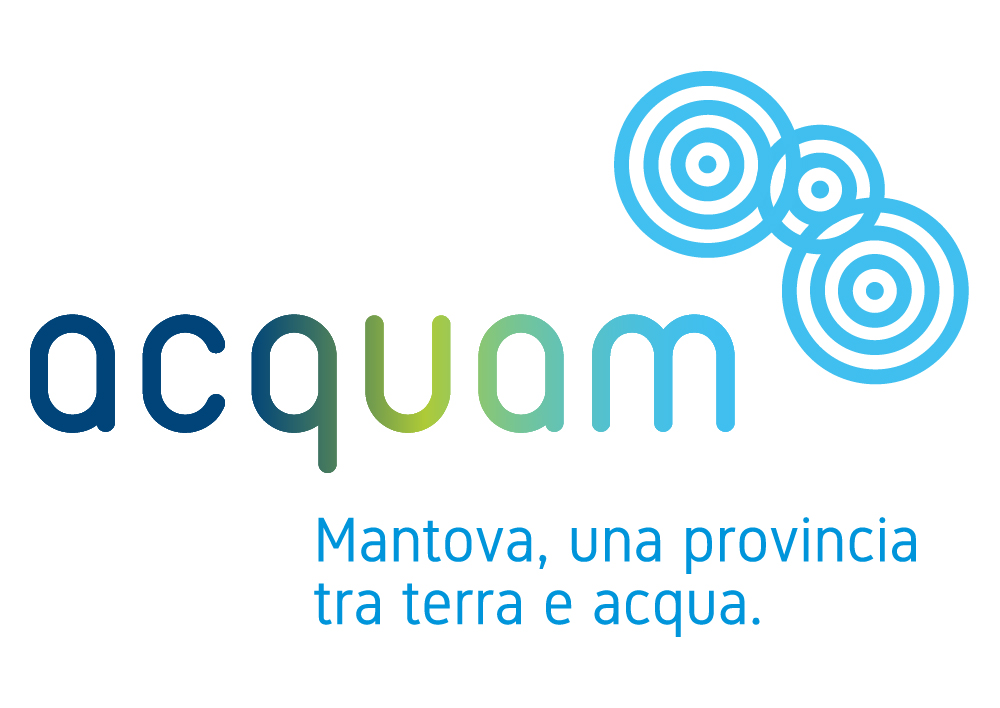 acquam
Mantova, una provincia
tra terra e acqua.